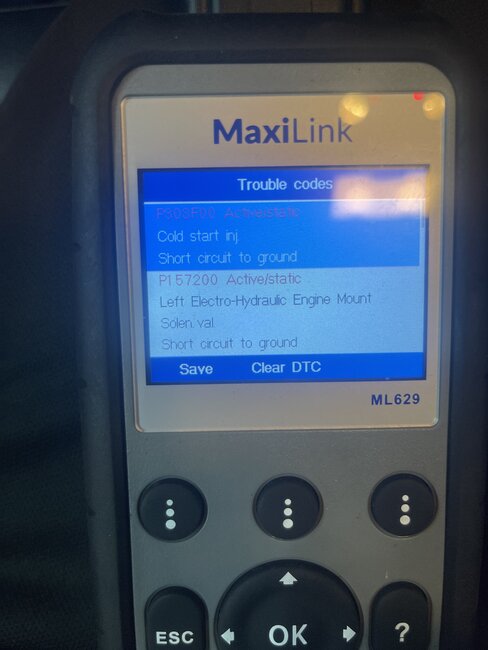 MaxiLink
Trouble codes
P303F00 Active/static
Cold start inj.
Short circuit to ground
P157200 Active/static
Left Electro-Hydraulic Engine Mount
Solen.val.
Short circuit to ground
Save Clear DTC
ML629
ESC OK ?